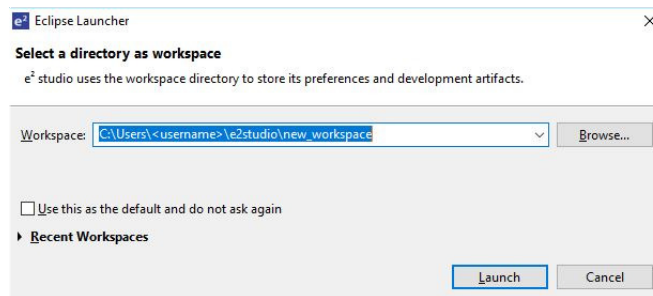 e² Eclipse Launcher
Select a directory as workspace
e² studio uses the workspace directory to store its preferences and development artifacts.
Workspace: C:\Users\<username>\e2studio\new_workspace Browse...
Use this as the default and do not ask again
Recent Workspaces
Launch Cancel